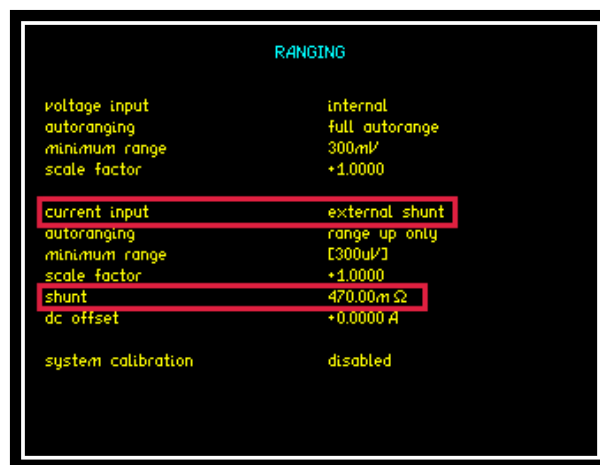 RANGING
voltage input internal
autoranging full autorange
minimum range 300mV
scale factor +1.0000
current input external shunt
autoranging range up only
minimum range [300uV]
scale factor +1.0000
shunt 470.00m Ω
dc offset +0.0000 A
system calibration disabled